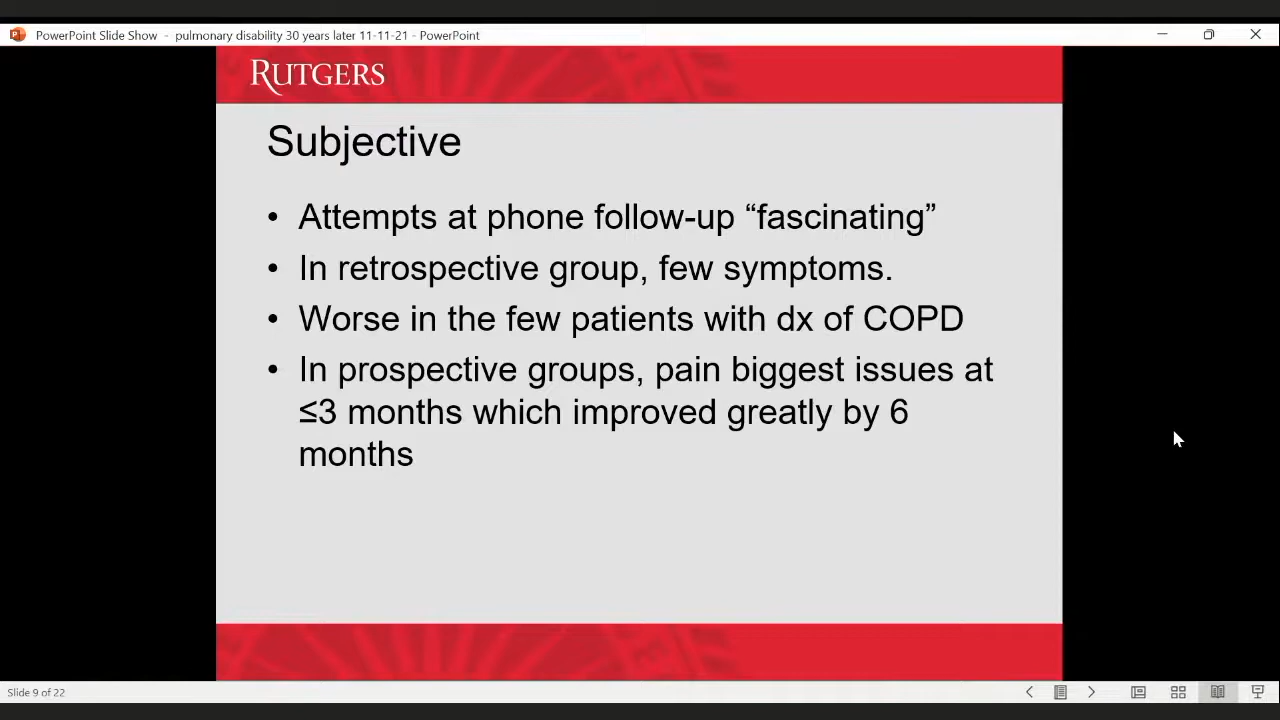 PowerPoint Slide Show - pulmonary disability 30 years later 11-11-21 - PowerPoint
RUTGERS
Subjective
• Attempts at phone follow-up “fascinating”
• In retrospective group, few symptoms.
• Worse in the few patients with dx of COPD
• In prospective groups, pain biggest issues at
≤3 months which improved greatly by 6
months
Slide 9 of 22